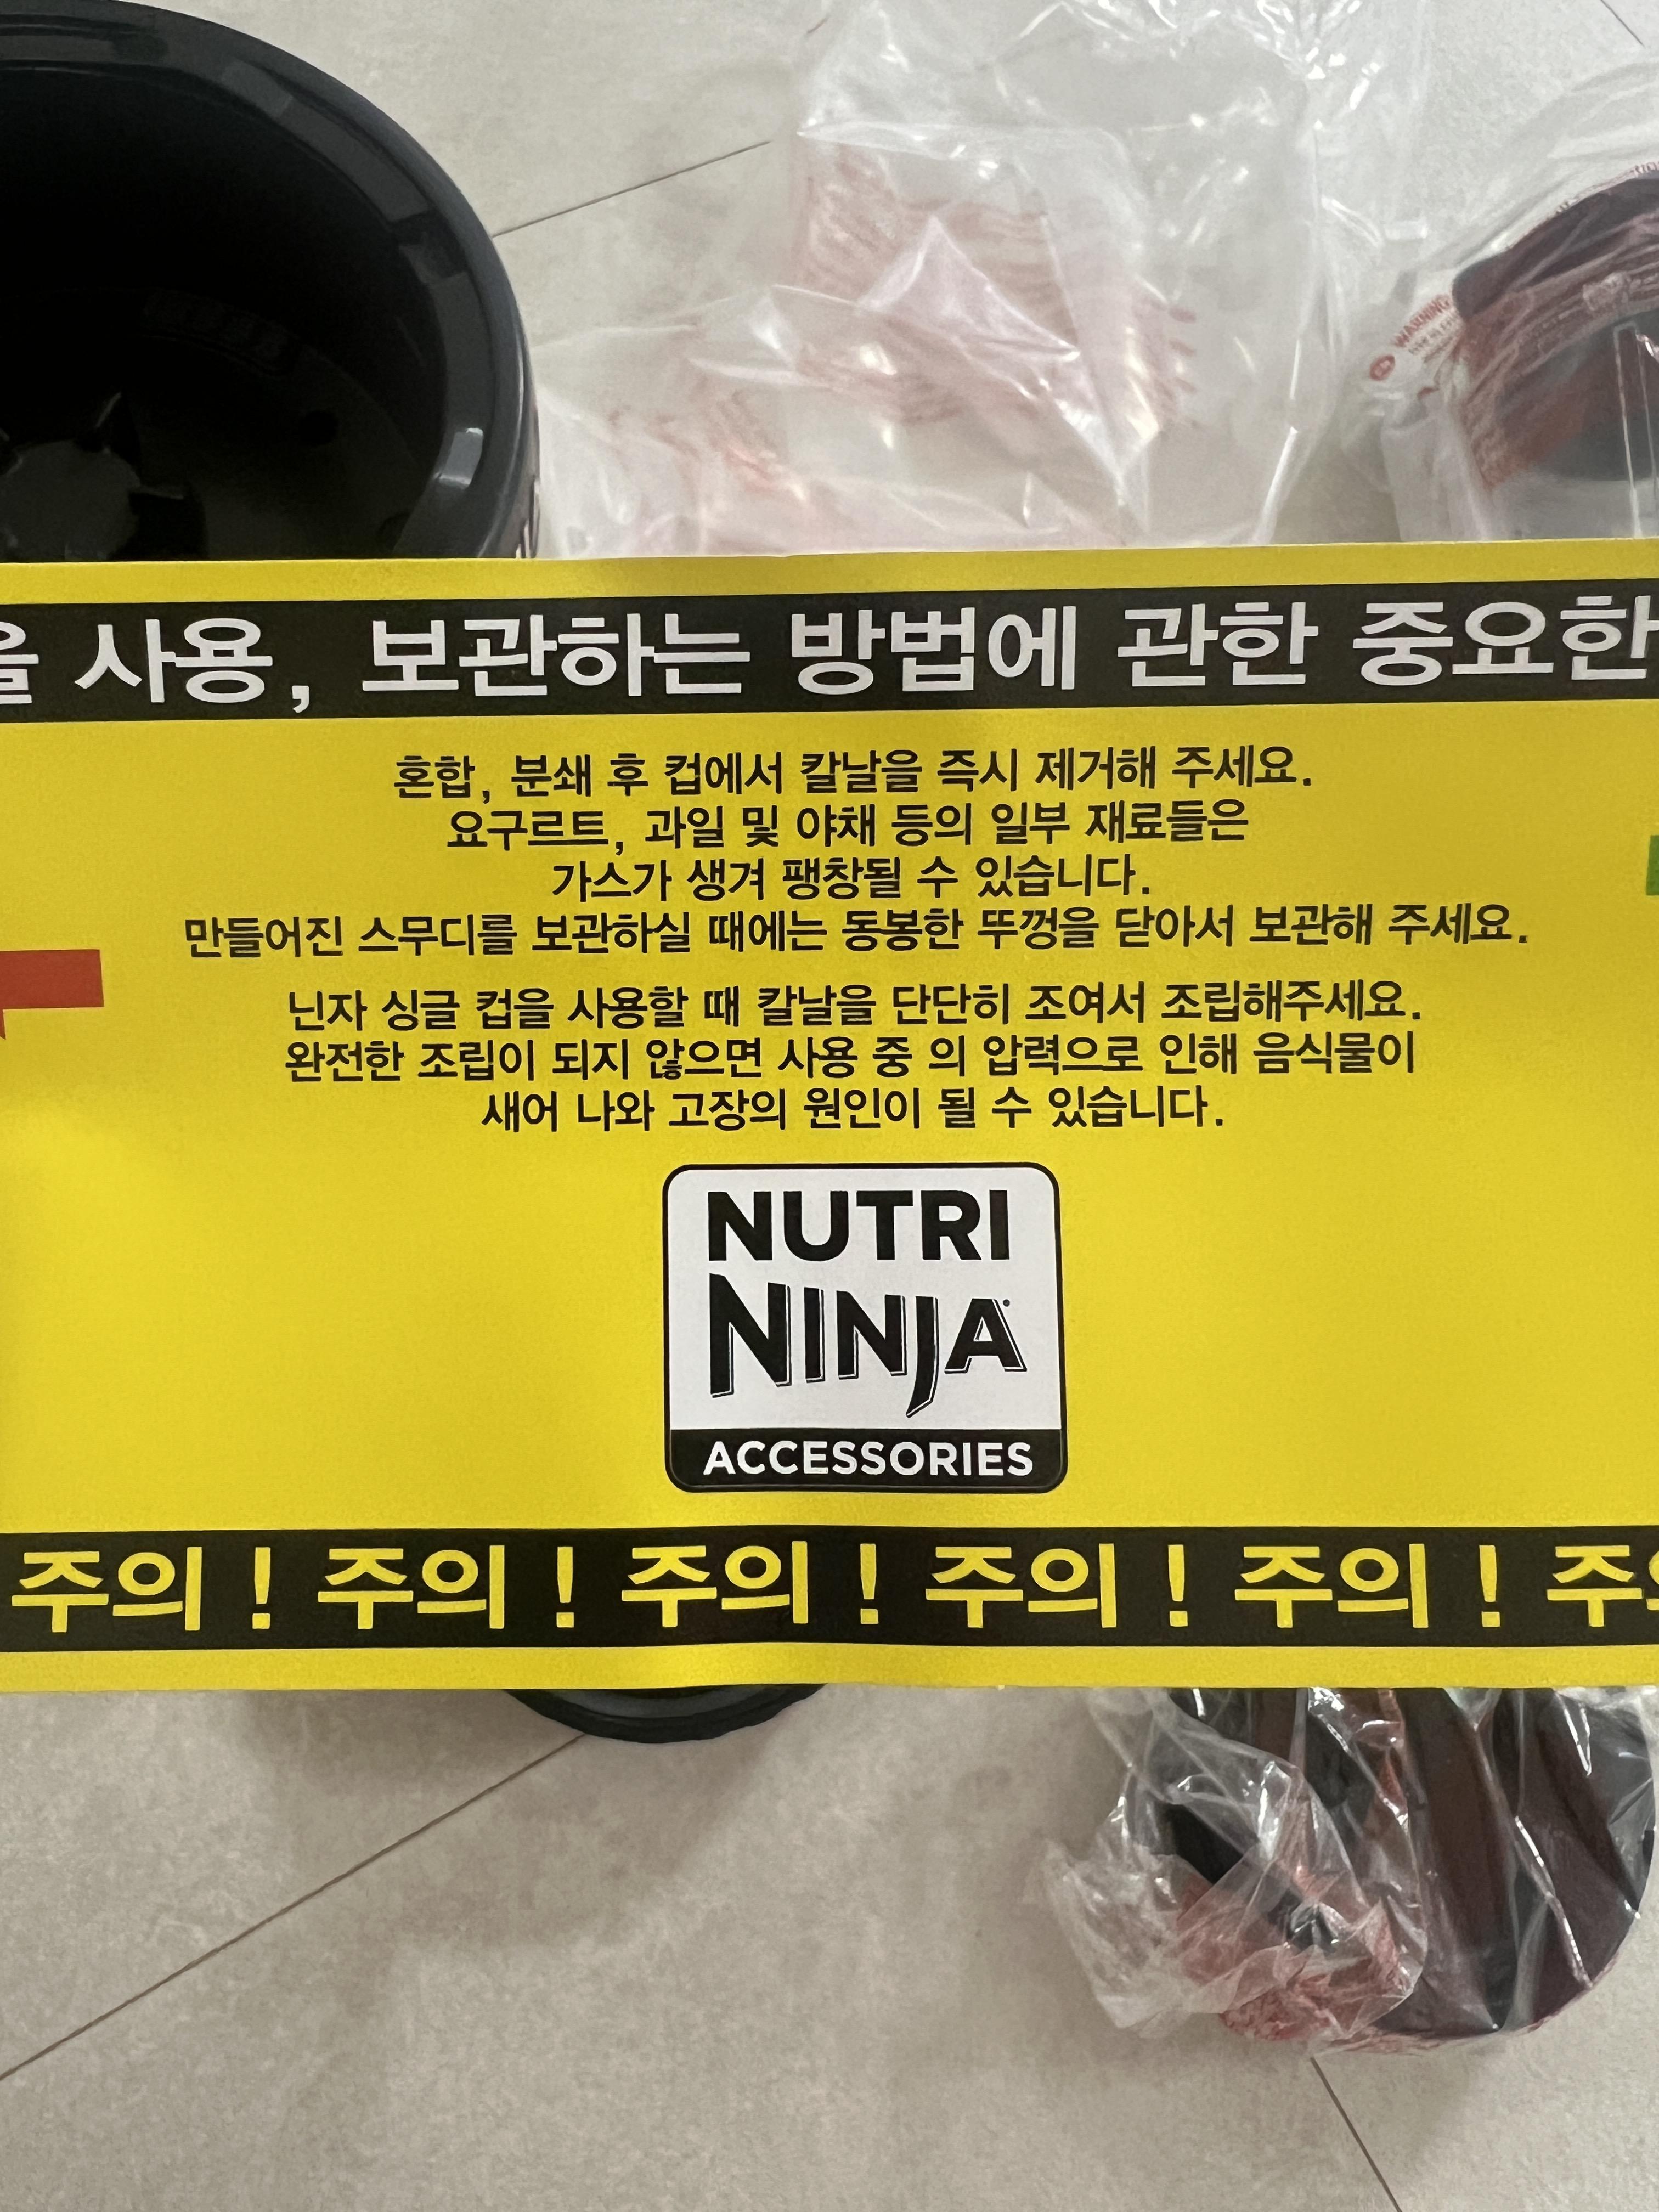 WARNING
을 사용, 보관하는 방법에 관한 중요한
혼합, 분쇄 후 컵에서 칼날을 즉시 제거해 주세요.
요구르트, 과일 및 야채 등의 일부 재료들은
가스가 생겨 팽창될 수 있습니다.
만들어진 스무디를 보관하실 때에는 동봉한 뚜껑을 닫아서 보관해 주세요.
닌자 싱글 컵을 사용할 때 칼날을 단단히 조여서 조립해주세요.
완전한 조립이 되지 않으면 사용 중 의 압력으로 인해 음식물이
새어 나와 고장의 원인이 될 수 있습니다.
NUTRI
NINJA
ACCESSORIES
주의 ! 주의 ! 주의 ! 주의 ! 주의 ! 주의